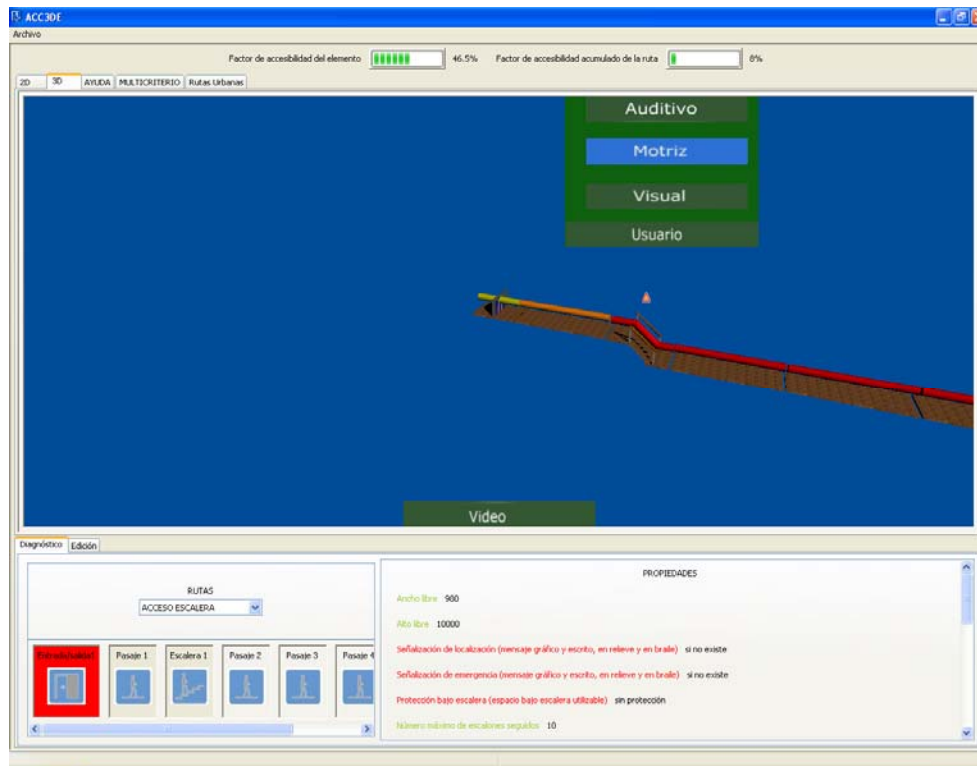 ACC3DE
Archivo
Factor de accesibilidad del elemento 46.5% Factor de accesibilidad acumulado de la ruta 8%
2D 3D AYUDA MULTICRITERIO Rutas Urbanas
Auditivo
Motriz
Visual
Usuario
Video
Diagnóstico Edición
RUTAS
ACCESO ESCALERA
Entrada/salida1 Pasaje 1 Escalera 1 Pasaje 2 Pasaje 3 Pasaje 4
PROPIEDADES
Ancho libre 980
Alto libre 10000
Señalización de localización (mensaje gráfico y escrito, en relieve y en braile) si no existe
Señalización de emergencia (mensaje gráfico y escrito, en relieve y en braile) si no existe
Protección bajo escalera (espacio bajo escalera utilizable) sin protección
Número máximo de escalones seguidos 10